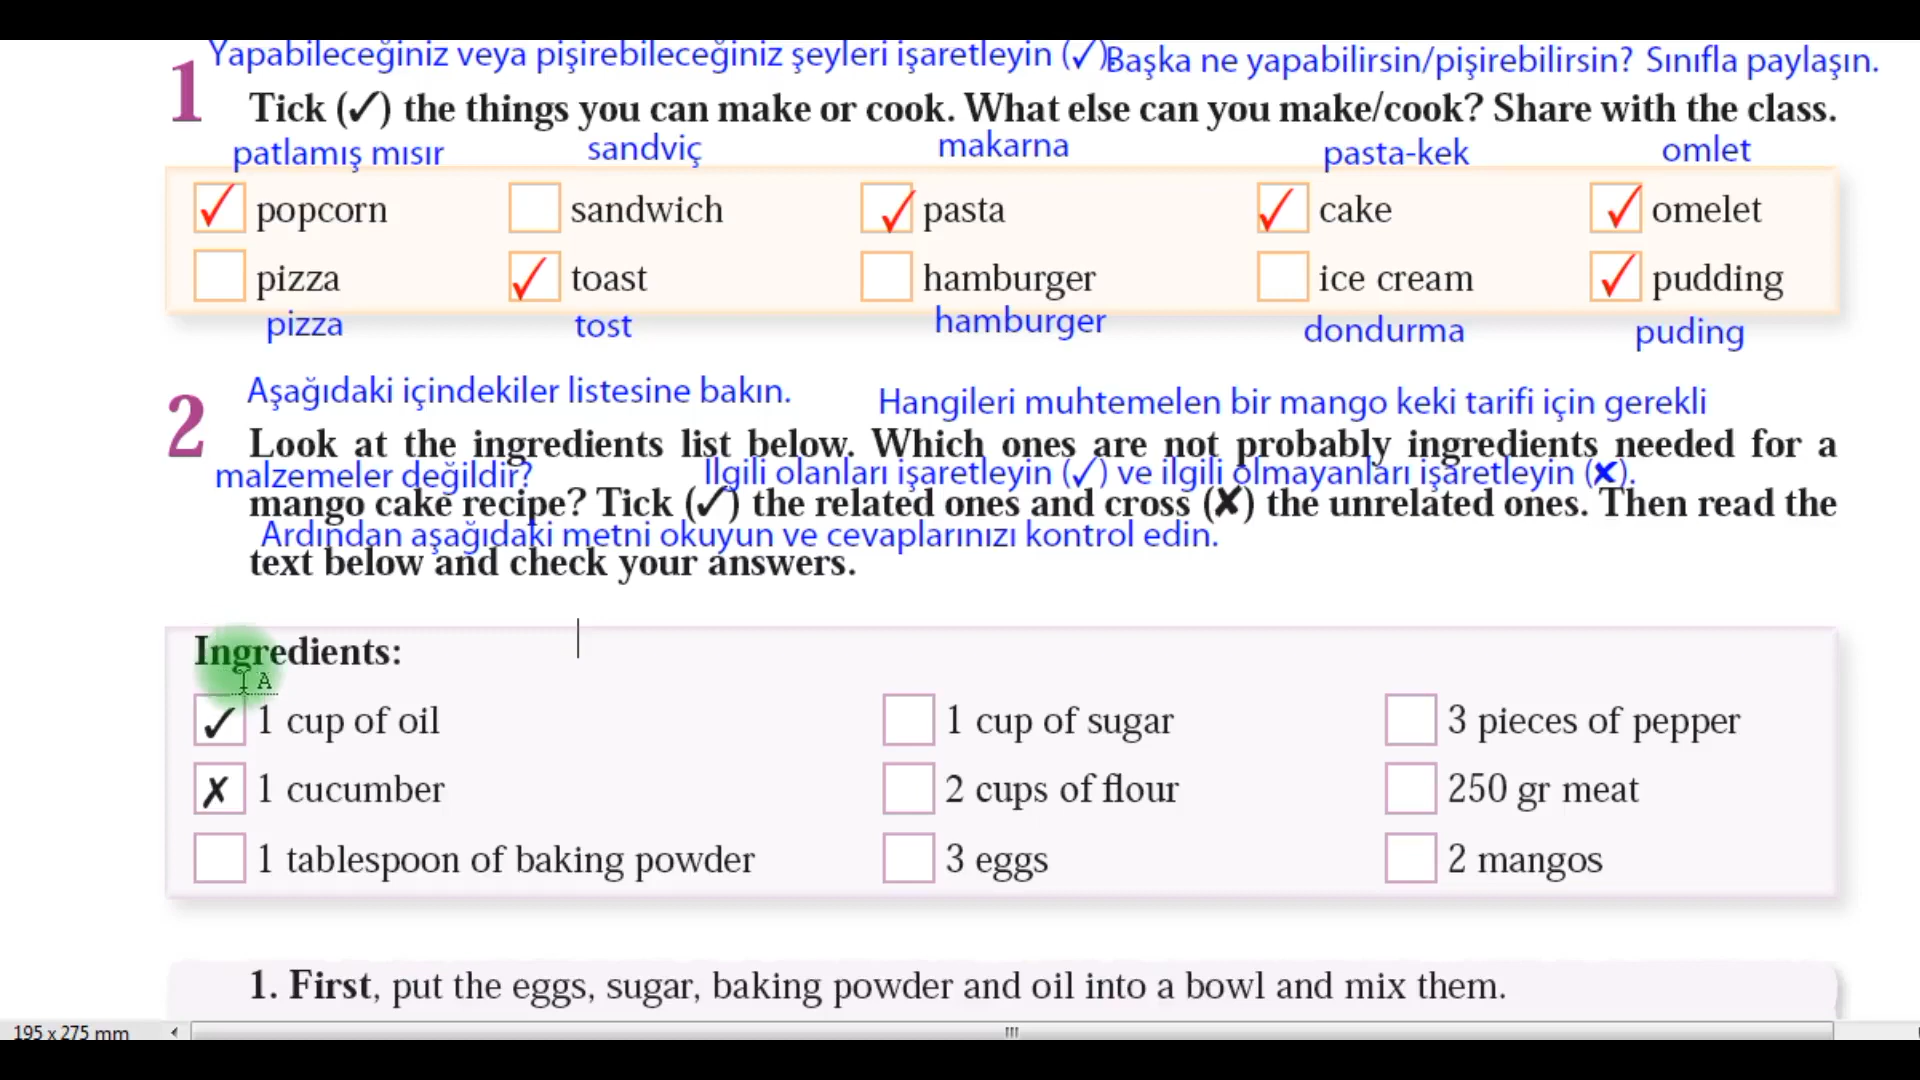 Yapabileceğiniz veya pişirebileceğiniz şeyleri işaretleyin (✓). Başka ne yapabilirsin/pişirebilirsin? Sınıfla paylaşın.
1 Tick (✓) the things you can make or cook. What else can you make/cook? Share with the class.
patlamış mısır sandviç makarna pasta-kek omlet
✓ popcorn sandwich ✓ pasta ✓ cake ✓ omelet
pizza ✓ toast hamburger ice cream ✓ pudding
pizza tost hamburger dondurma puding
Aşağıdaki içindekiler listesine bakın. Hangileri muhtemelen bir mango keki tarifi için gerekli
2 Look at the ingredients list below. Which ones are not probably ingredients needed for a
malzemeler değildir? İlgili olanları işaretleyin (✓) ve ilgili olmayanları işaretleyin (✘).
mango cake recipe? Tick (✓) the related ones and cross (✘) the unrelated ones. Then read the
Ardından aşağıdaki metni okuyun ve cevaplarınızı kontrol edin.
text below and check your answers.
Ingredients:
A
✓ 1 cup of oil 1 cup of sugar 3 pieces of pepper
✗ 1 cucumber 2 cups of flour 250 gr meat
1 tablespoon of baking powder 3 eggs 2 mangos
1. First, put the eggs, sugar, baking powder and oil into a bowl and mix them.
195 x 275 mm